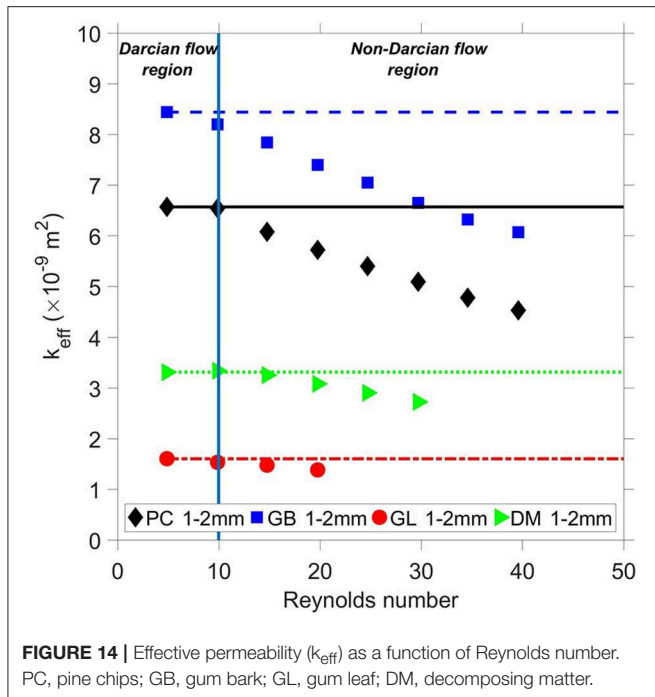 Darcian flow Non-Darcian flow
region region
10
9
8
7
6
5
4
3
2
1
0
k_eff (×10⁻⁹ m²)
PC 1-2mm GB 1-2mm GL 1-2mm DM 1-2mm
0 10 20 30 40 50
Reynolds number
FIGURE 14 | Effective permeability (k_eff) as a function of Reynolds number.
PC, pine chips; GB, gum bark; GL, gum leaf; DM, decomposing matter.